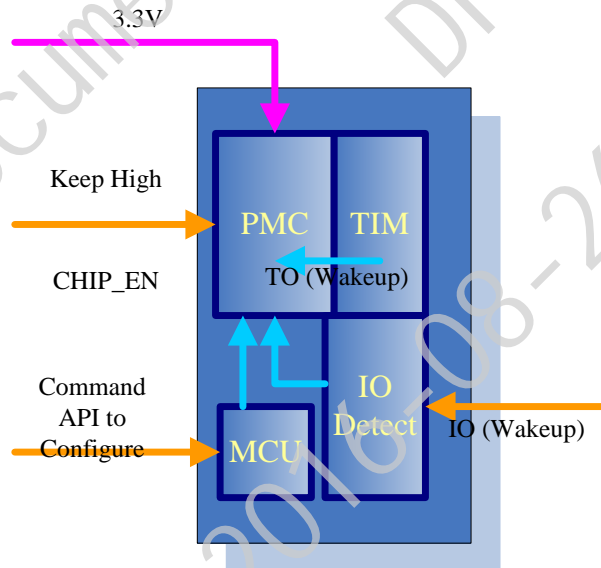 3.3V
Keep High
PMC
TIM
CHIP_EN
TO (Wakeup)
Command
API to
Configure
IO
Detect
IO (Wakeup)
MCU